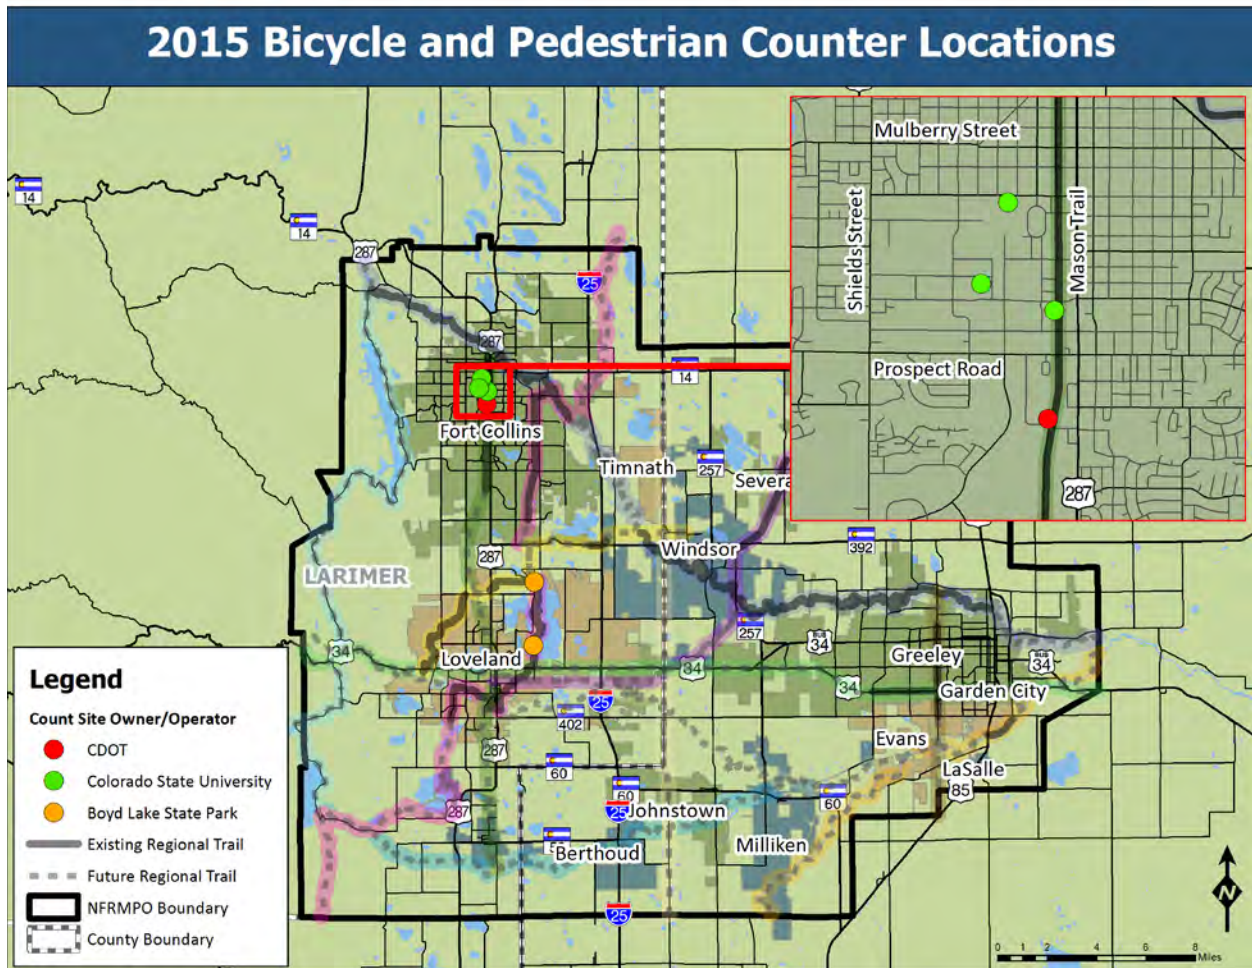 2015 Bicycle and Pedestrian Counter Locations
Mulberry Street
Shields Street
Mason Trail
Prospect Road
287
14
14
287
25
287
14
Fort Collins
Timnath
257
Severa
287
Windsor
392
LARIMER
257
BUS
34
34
Loveland
34
Greeley
BUS
34
34
Garden City
25
402
Evans
287
60
LaSalle
85
60
60
287
25
Johnstown
Berthoud
Milliken
25
Legend
Count Site Owner/Operator
CDOT
Colorado State University
Boyd Lake State Park
Existing Regional Trail
Future Regional Trail
NFRMPO Boundary
County Boundary
N
0 1 2 4 6 8
Miles